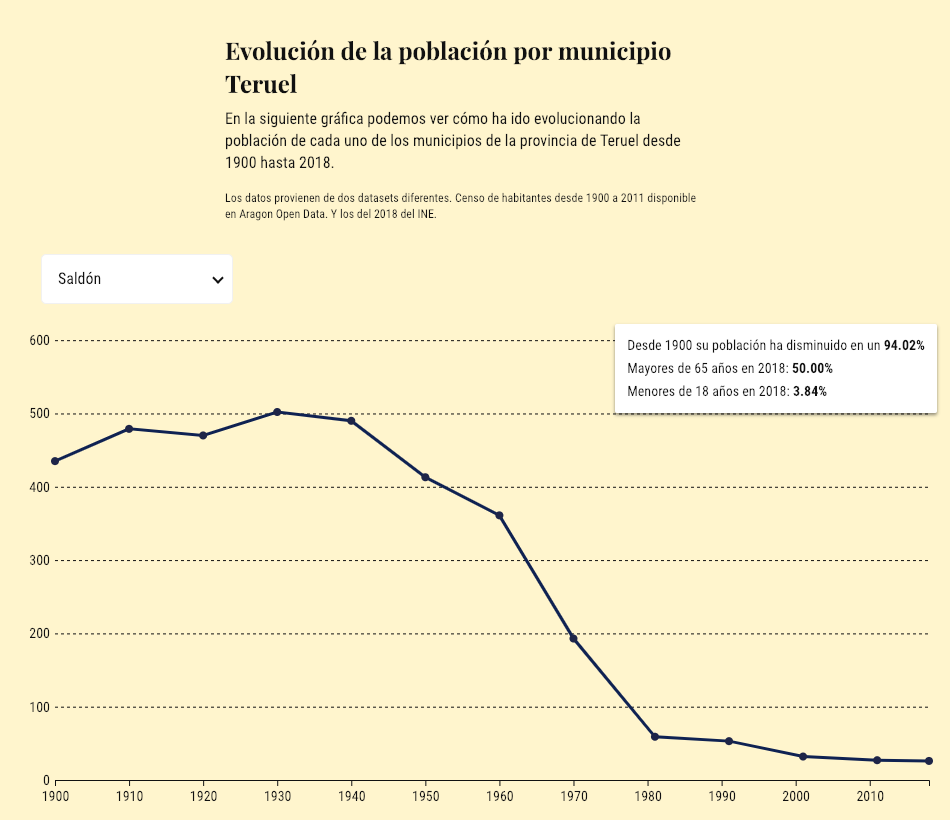 Evolución de la población por municipio
Teruel
En la siguiente gráfica podemos ver cómo ha ido evolucionando la
población de cada uno de los municipios de la provincia de Teruel desde
1900 hasta 2018.
Los datos provienen de dos datasets diferentes. Censo de habitantes desde 1900 a 2011 disponible
en Aragon Open Data. Y los del 2018 del INE.
Saldón
Desde 1900 su población ha disminuido en un 94.02%
Mayores de 65 años en 2018: 50.00%
Menores de 18 años en 2018: 3.84%
600
500
400
300
200
100
0
1900 1910 1920 1930 1940 1950 1960 1970 1980 1990 2000 2010